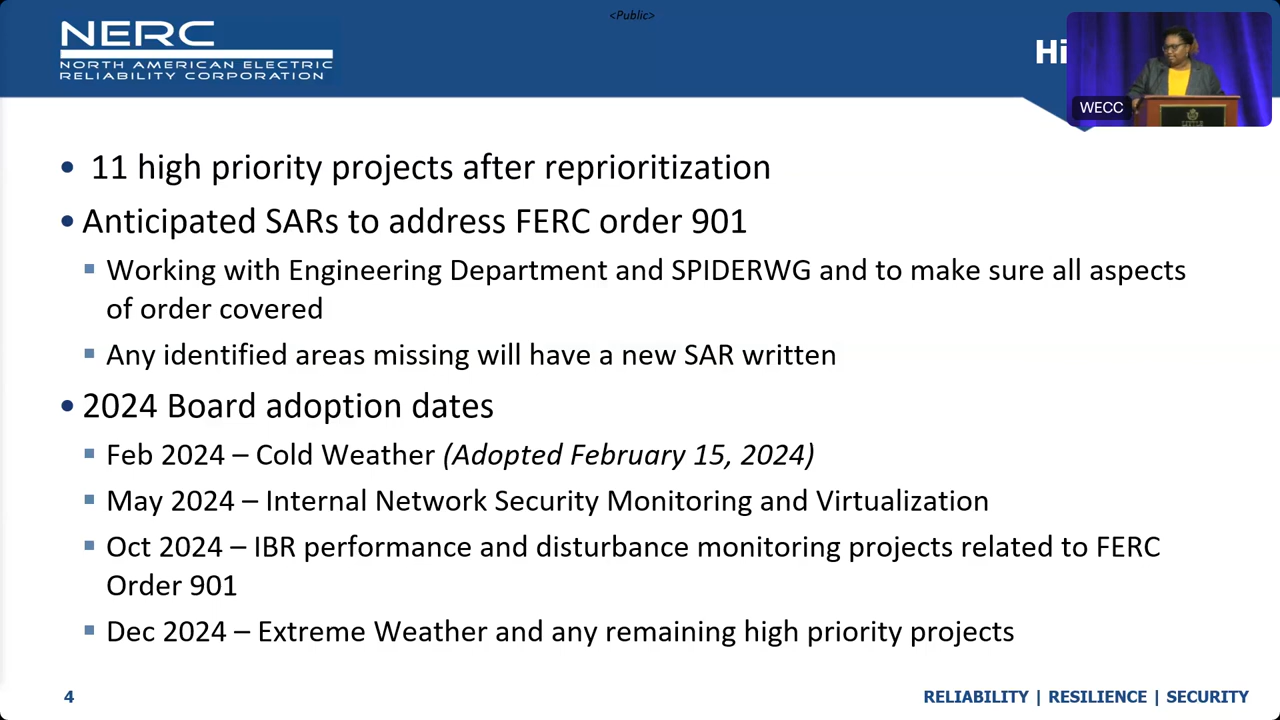 <Public>
NERC
NORTH AMERICAN ELECTRIC
RELIABILITY CORPORATION
Hi
WECC
• 11 high priority projects after reprioritization
• Anticipated SARs to address FERC order 901
▪ Working with Engineering Department and SPIDERWG and to make sure all aspects
of order covered
▪ Any identified areas missing will have a new SAR written
• 2024 Board adoption dates
▪ Feb 2024 – Cold Weather (Adopted February 15, 2024)
▪ May 2024 – Internal Network Security Monitoring and Virtualization
▪ Oct 2024 – IBR performance and disturbance monitoring projects related to FERC
Order 901
▪ Dec 2024 – Extreme Weather and any remaining high priority projects
4
RELIABILITY | RESILIENCE | SECURITY